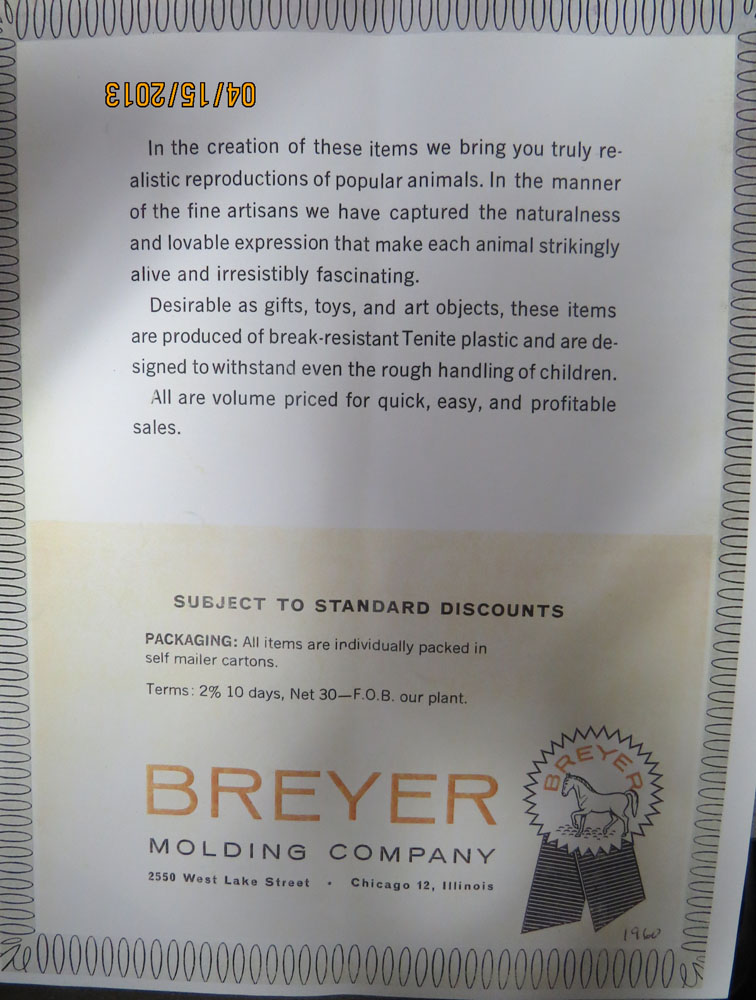 04/15/2013
In the creation of these items we bring you truly re-
alistic reproductions of popular animals. In the manner
of the fine artisans we have captured the naturalness
and lovable expression that make each animal strikingly
alive and irresistibly fascinating.
Desirable as gifts, toys, and art objects, these items
are produced of break-resistant Tenite plastic and are de-
signed to withstand even the rough handling of children.
All are volume priced for quick, easy, and profitable
sales.
SUBJECT TO STANDARD DISCOUNTS
PACKAGING: All items are individually packed in
self mailer cartons.
Terms: 2% 10 days, Net 30—F.O.B. our plant.
BREYER
MOLDING COMPANY
2550 West Lake Street • Chicago 12, Illinois
BREYER
1960